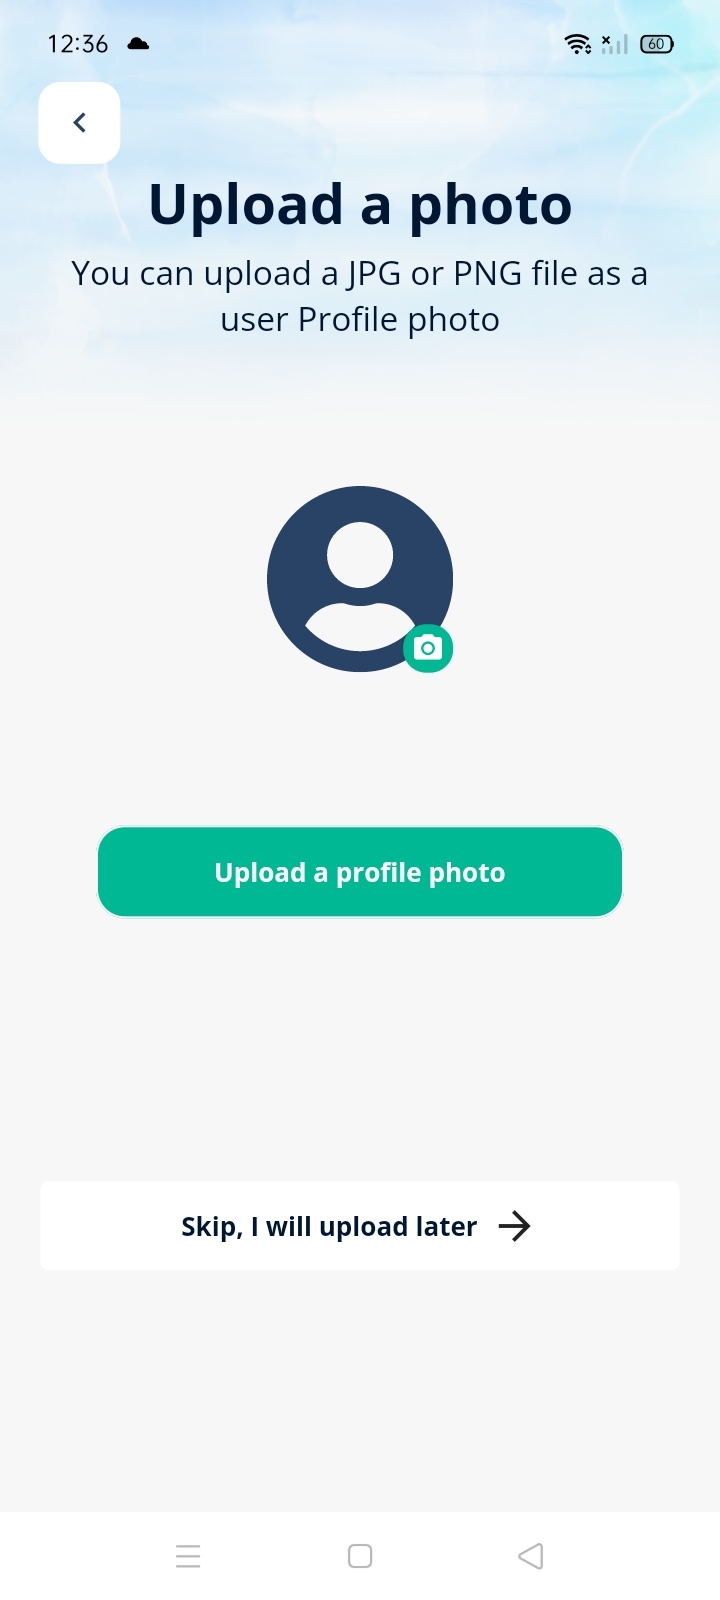 12:36
60
Upload a photo
You can upload a JPG or PNG file as a
user Profile photo
Upload a profile photo
Skip, I will upload later